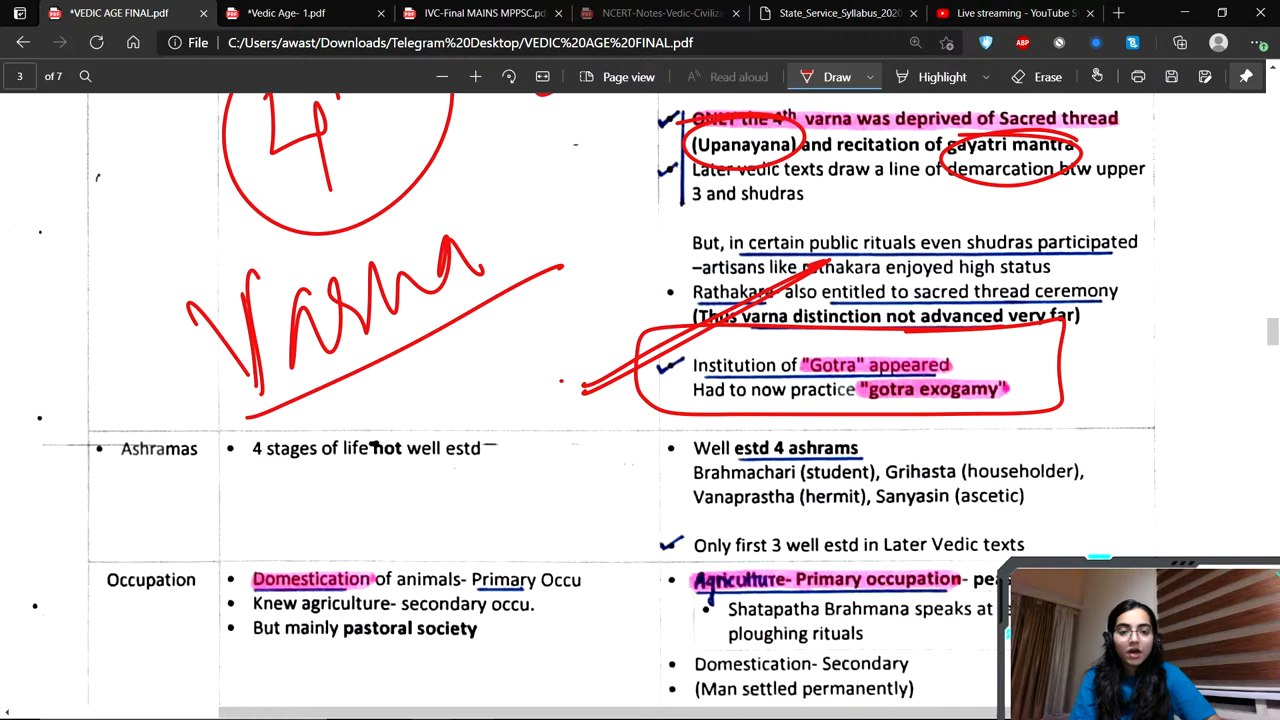 *VEDIC AGE FINAL.pdf
*Vedic Age- 1.pdf
IVC-Final MAINS MPPSC.pdf
NCERT-Notes-Vedic-Civiliza
State_Service_Syllabus_2020
Live streaming - YouTube S
File
C:/Users/awast/Downloads/Telegram%20Desktop/VEDIC%20AGE%20FINAL.pdf
3 of 7
Page view
Read aloud
Draw
Highlight
Erase
4
Varna
ONLY the 4th varna was deprived of Sacred thread
(Upanayana) and recitation of gayatri mantra
Later vedic texts draw a line of demarcation btw upper
3 and shudras
But, in certain public rituals even shudras participated
–artisans like rathakara enjoyed high status
• Rathakara- also entitled to sacred thread ceremony
(Thus varna distinction not advanced very far)
Institution of "Gotra" appeared
Had to now practice "gotra exogamy"
• Ashramas
• 4 stages of life not well estd
• Well estd 4 ashrams
Brahmachari (student), Grihasta (householder),
Vanaprastha (hermit), Sanyasin (ascetic)
Only first 3 well estd in Later Vedic texts
Occupation
• Domestication of animals- Primary Occu
• Knew agriculture- secondary occu.
• But mainly pastoral society
• Agriculture- Primary occupation-
• Shatapatha Brahmana speaks at
ploughing rituals
• Domestication- Secondary
• (Man settled permanently)